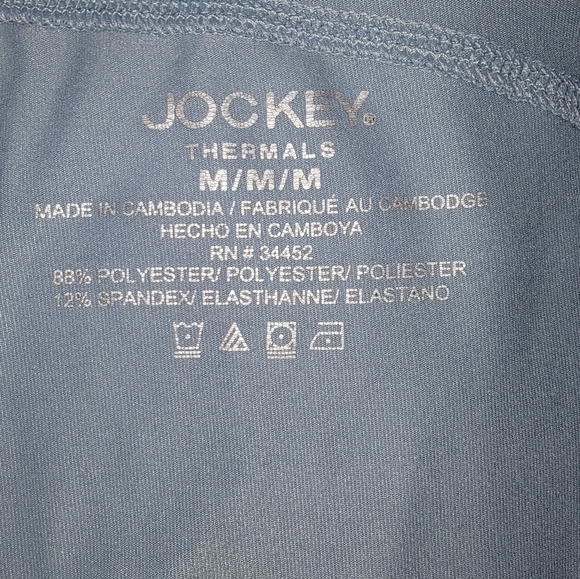 JOCKEY®
THERMALS
M/M/M
MADE IN CAMBODIA / FABRIQUÉ AU CAMBODGE
HECHO EN CAMBOYA
RN # 34452
88% POLYESTER/ POLYESTER/ POLIESTER
12% SPANDEX/ ELASTHANNE/ ELASTANO